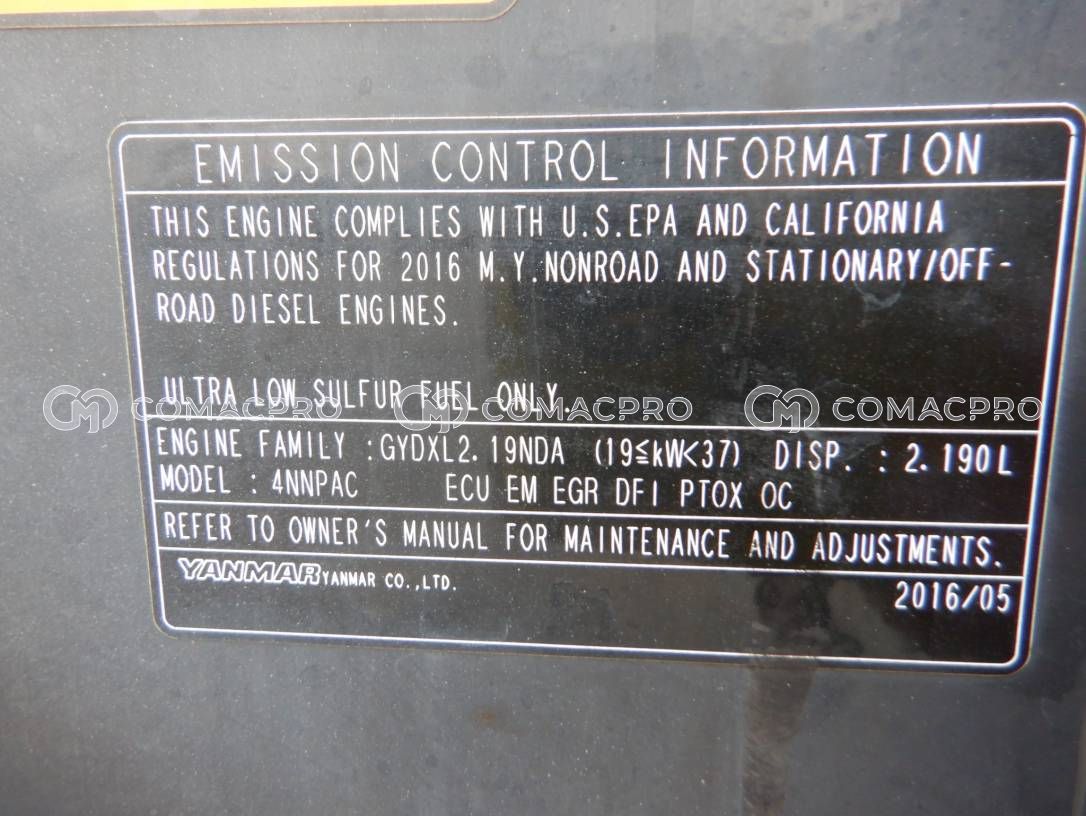 EMISSION CONTROL INFORMATION
THIS ENGINE COMPLIES WITH U.S.EPA AND CALIFORNIA
REGULATIONS FOR 2016 M.Y.NONROAD AND STATIONARY/OFF-
ROAD DIESEL ENGINES.
ULTRA LOW SULFUR FUEL ONLY.
CM COMACPRO CM COMACPRO CM COMACPRO
ENGINE FAMILY :GYDXL2.19NDA (19≦kW<37) DISP. : 2.190L
MODEL : 4NNPAC ECU EM EGR DFI PTOX OC
REFER TO OWNER'S MANUAL FOR MAINTENANCE AND ADJUSTMENTS.
YANMAR YANMAR CO.,LTD.
2016/05